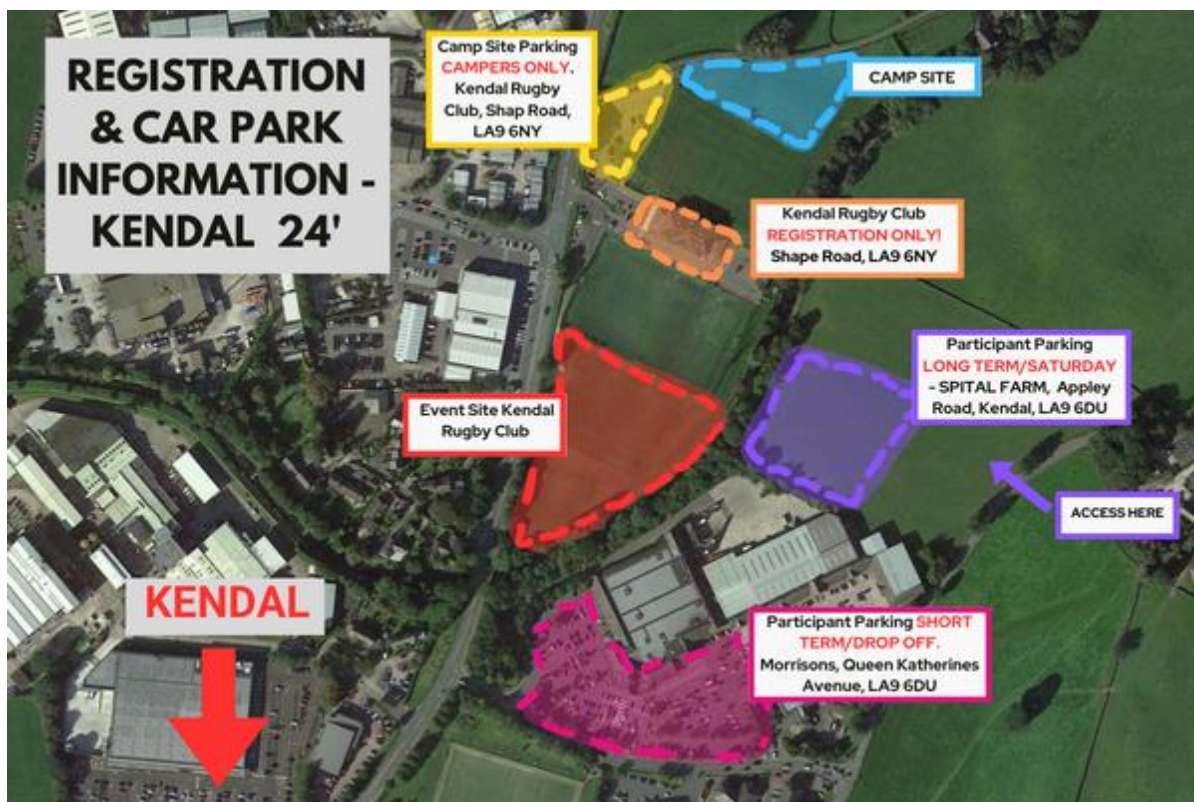 REGISTRATION
& CAR PARK
INFORMATION -
KENDAL 24'
Camp Site Parking
CAMPERS ONLY.
Kendal Rugby
Club, Shap Road,
LA9 6NY
CAMP SITE
Kendal Rugby Club
REGISTRATION ONLY!
Shape Road, LA9 6NY
Participant Parking
LONG TERM/SATURDAY
- SPITAL FARM, Appley
Road, Kendal, LA9 6DU
Event Site Kendal
Rugby Club
ACCESS HERE
KENDAL
Participant Parking SHORT
TERM/DROP OFF.
Morrisons, Queen Katherines
Avenue, LA9 6DU